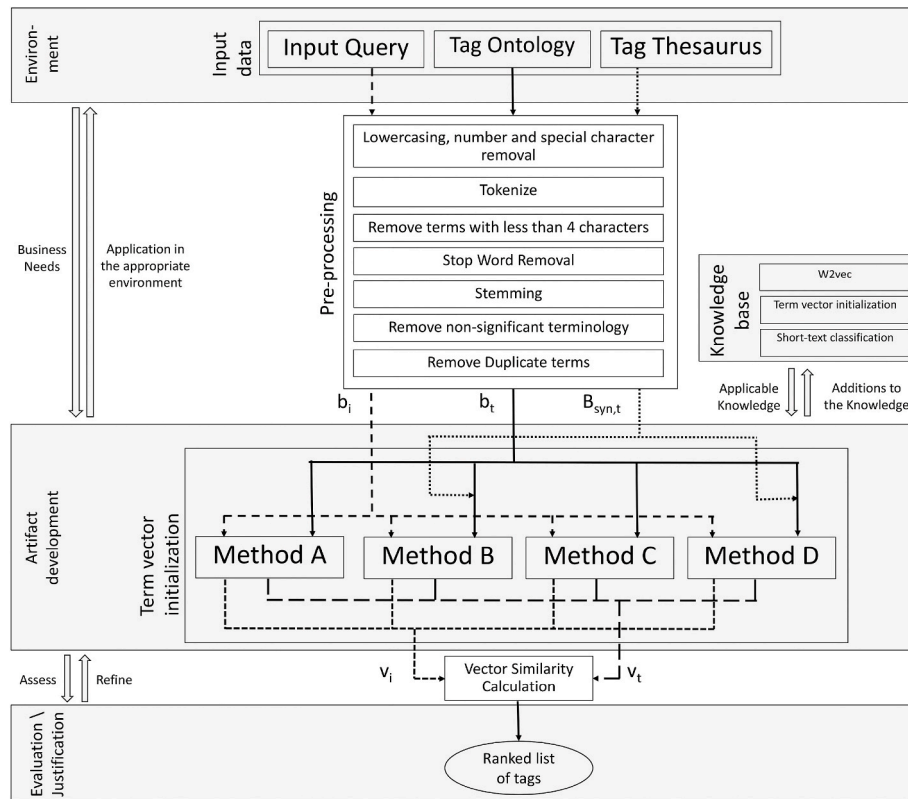 Environ-
ment
Input
data
Input Query
Tag Ontology
Tag Thesaurus
Pre-processing
Lowercasing, number and special character
removal
Tokenize
Remove terms with less than 4 characters
Stop Word Removal
Stemming
Remove non-significant terminology
Remove Duplicate terms
Business
Needs
Application in
the appropriate
environment
Knowledge
base
W2vec
Term vector initialization
Short-text classification
Applicable
Knowledge
Additions to
the Knowledge
bi
bt
Bsyn,t
Artifact
development
Term vector
initialization
Method A
Method B
Method C
Method D
Assess
Refine
vi
Vector Similarity
Calculation
vt
Evaluation \
Justification
Ranked list
of tags